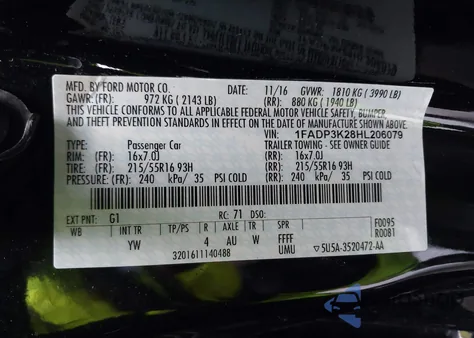 MFD. BY FORD MOTOR CO. DATE: 11/16 GVWR: 1810 KG ( 3990 LB)
GAWR: (FR) 972 KG ( 2143 LB) (RR): 880 KG ( 1940 LB)
THIS VEHICLE CONFORMS TO ALL APPLICABLE FEDERAL MOTOR VEHICLE SAFETY, BUMPER,
AND THEFT PREVENTION STANDARDS IN EFFECT ON THE DATE OF MANUFACTURE SHOWN ABOVE.
VIN: 1FADP3K28HL206079
TYPE: Passenger Car TRAILER TOWING - SEE OWNER GUIDE
RIM: (FR) 16x7.0J (RR): 16x7.0J
TIRE: (FR) 215/55R16 93H (RR): 215/55R16 93H
PRESSURE: (FR) 240 kPa/ 35 PSI COLD (RR): 240 kPa/ 35 PSI COLD
EXT PNT: G1 RC: 71 DSO: F0095
WB INT TR TP/PS R AXLE TR SPR R0081
YW 4 AU W FFFF
UMU 5U5A-3520472-AA
3201611140488